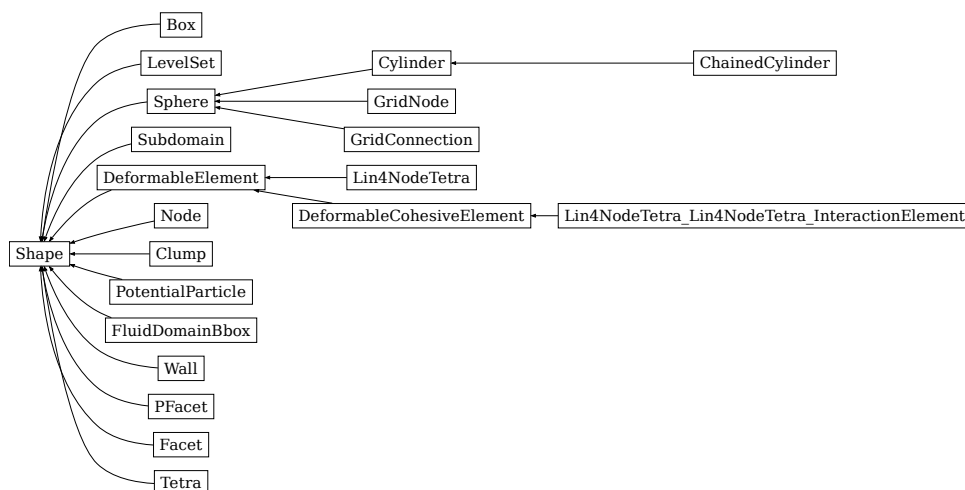 Box
LevelSet
Cylinder
ChainedCylinder
Sphere
GridNode
Subdomain
GridConnection
DeformableElement
Lin4NodeTetra
Node
DeformableCohesiveElement
Lin4NodeTetra_Lin4NodeTetra_InteractionElement
Shape
Clump
PotentialParticle
FluidDomainBbox
Wall
PFacet
Facet
Tetra